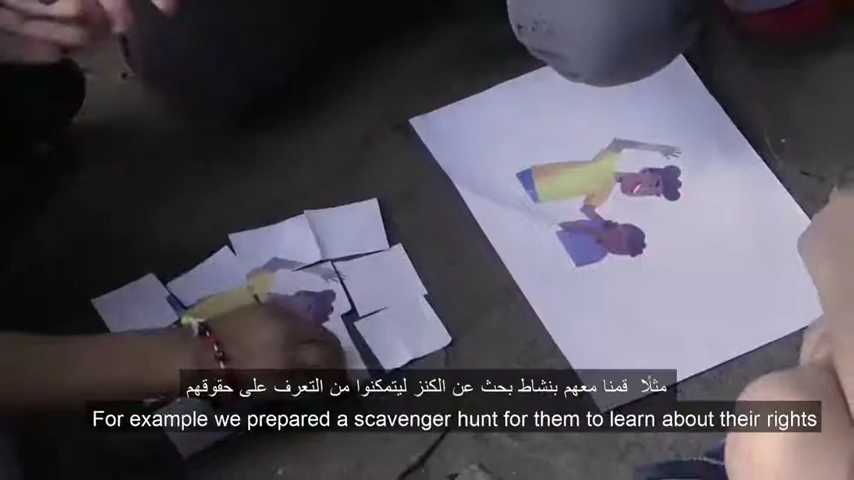 مثلًا قمنا معهم بنشاط بحث عن الكنز ليتمكنوا من التعرف على حقوقهم
For example we prepared a scavenger hunt for them to learn about their rights